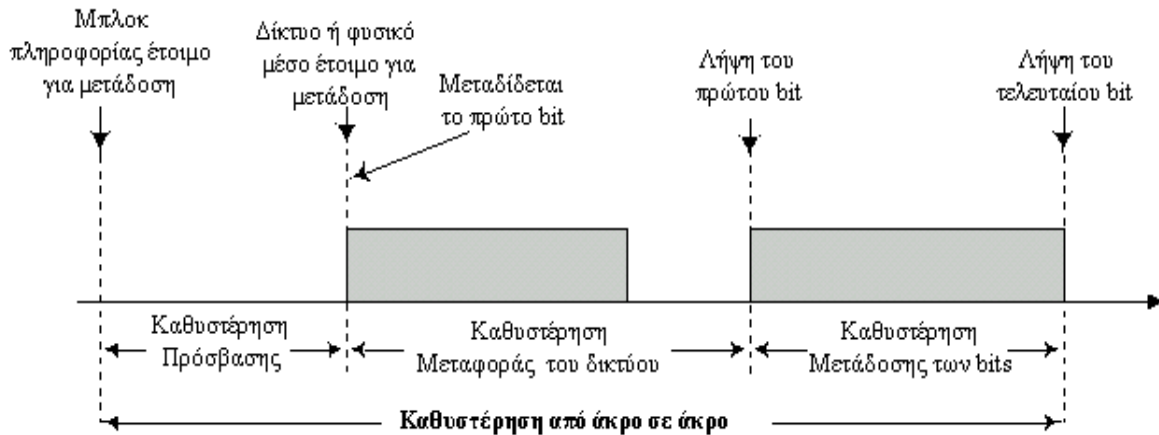 Μπλοκ
πληροφορίας έτοιμο
για μετάδοση
Δίκτυο ή φυσικό
μέσο έτοιμο για
μετάδοση
Μεταδίδεται
το πρώτο bit
Λήψη του
πρώτου bit
Λήψη του
τελευταίου bit
Καθυστέρηση
Πρόσβασης
Καθυστέρηση
Μεταφοράς του δικτύου
Καθυστέρηση
Μετάδοσης των bits
Καθυστέρηση από άκρο σε άκρο